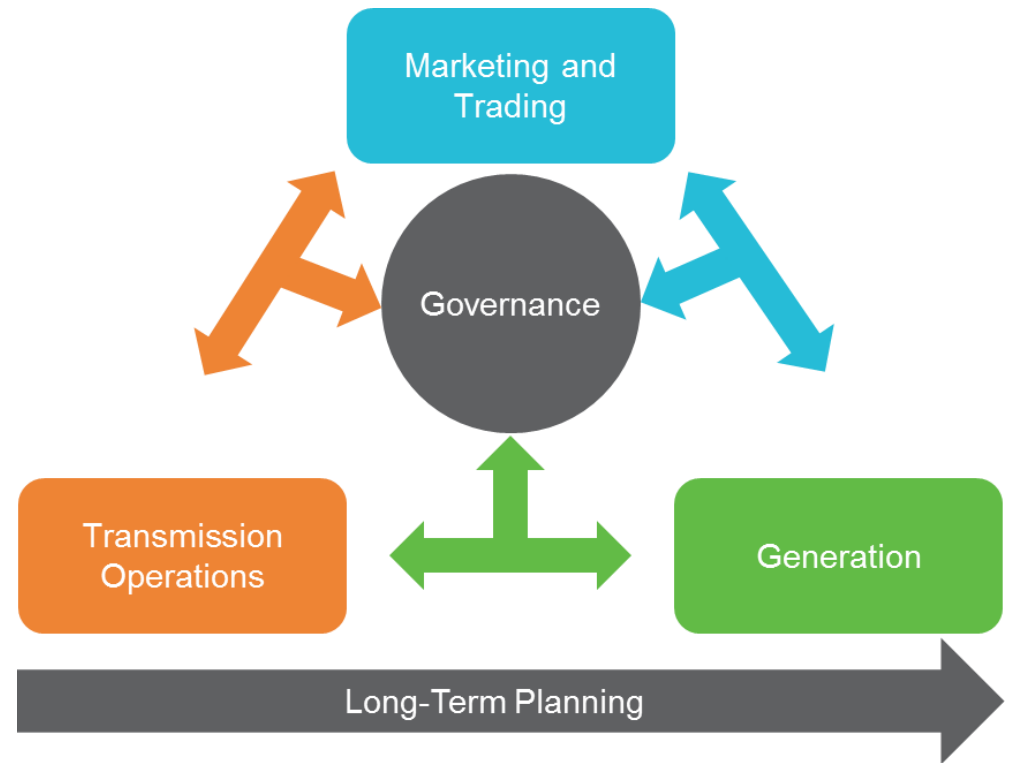 Marketing and
Trading
Governance
Transmission
Operations
Generation
Long-Term Planning